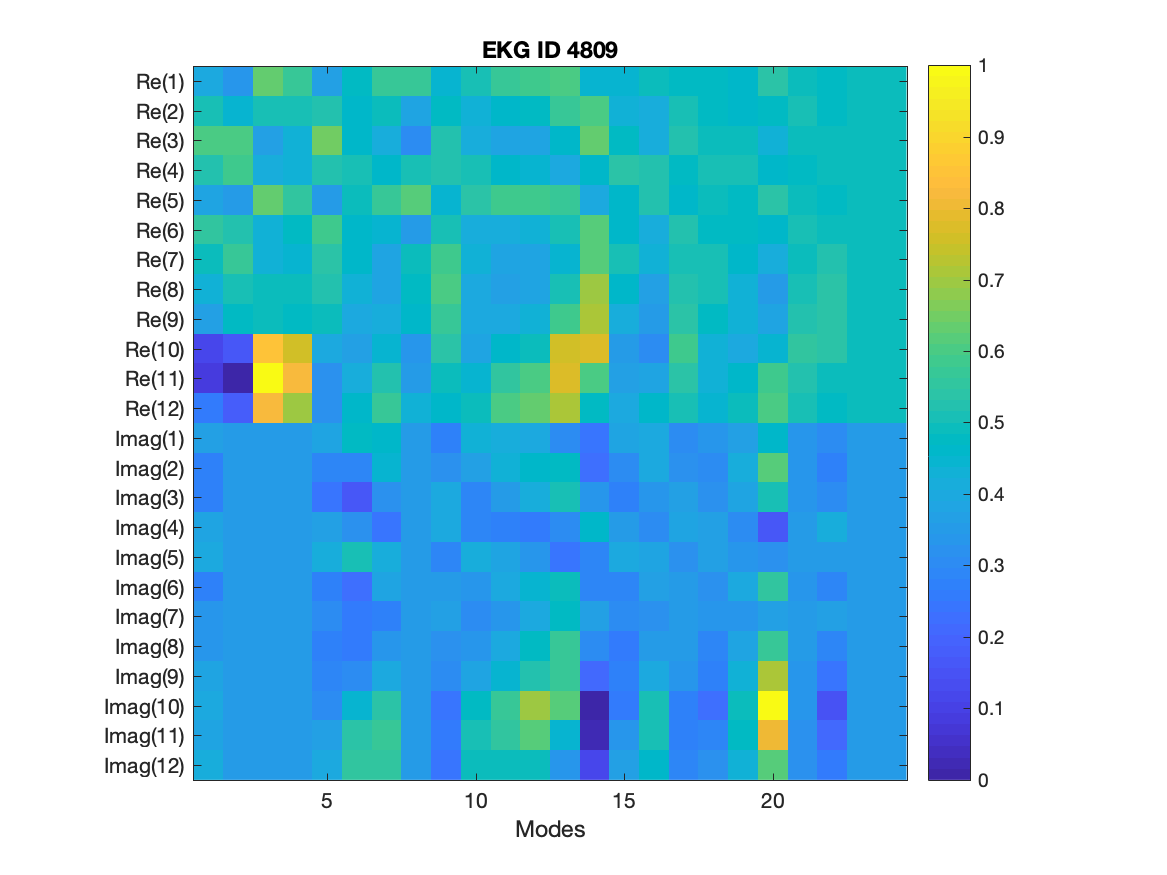 EKG ID 4809
Re(1)
Re(2)
Re(3)
Re(4)
Re(5)
Re(6)
Re(7)
Re(8)
Re(9)
Re(10)
Re(11)
Re(12)
Imag(1)
Imag(2)
Imag(3)
Imag(4)
Imag(5)
Imag(6)
Imag(7)
Imag(8)
Imag(9)
Imag(10)
Imag(11)
Imag(12)
5 10 15 20
Modes
1
0.9
0.8
0.7
0.6
0.5
0.4
0.3
0.2
0.1
0